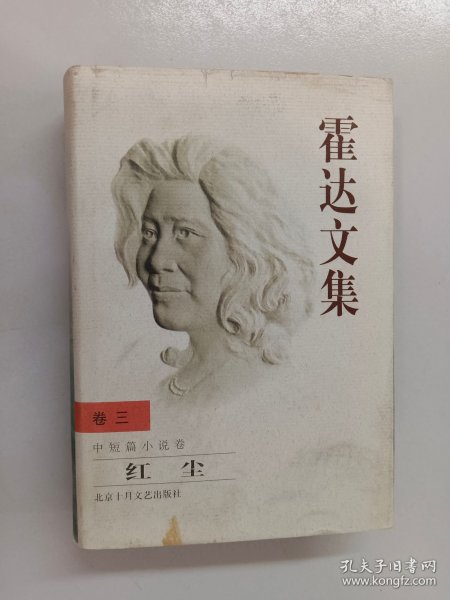 霍达文集
卷三
中短篇小说卷
红尘
北京十月文艺出版社
孔夫子旧书网
www.kongfz.com